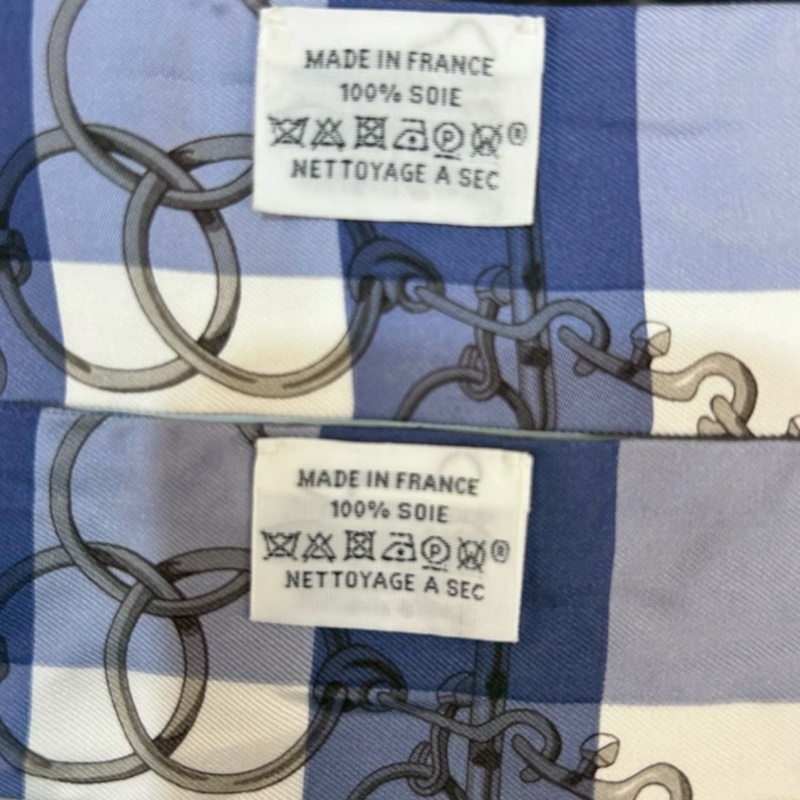 MADE IN FRANCE
100% SOIE
P W ®
NETTOYAGE A SEC
MADE IN FRANCE
100% SOIE
P W ®
NETTOYAGE A SEC